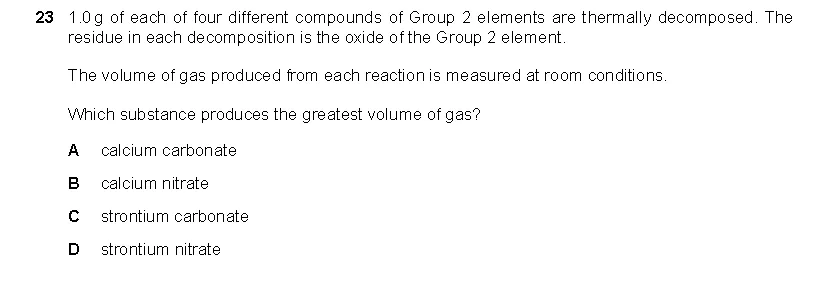 23 1.0 g of each of four different compounds of Group 2 elements are thermally decomposed. The
residue in each decomposition is the oxide of the Group 2 element.
The volume of gas produced from each reaction is measured at room conditions.
Which substance produces the greatest volume of gas?
A calcium carbonate
B calcium nitrate
C strontium carbonate
D strontium nitrate